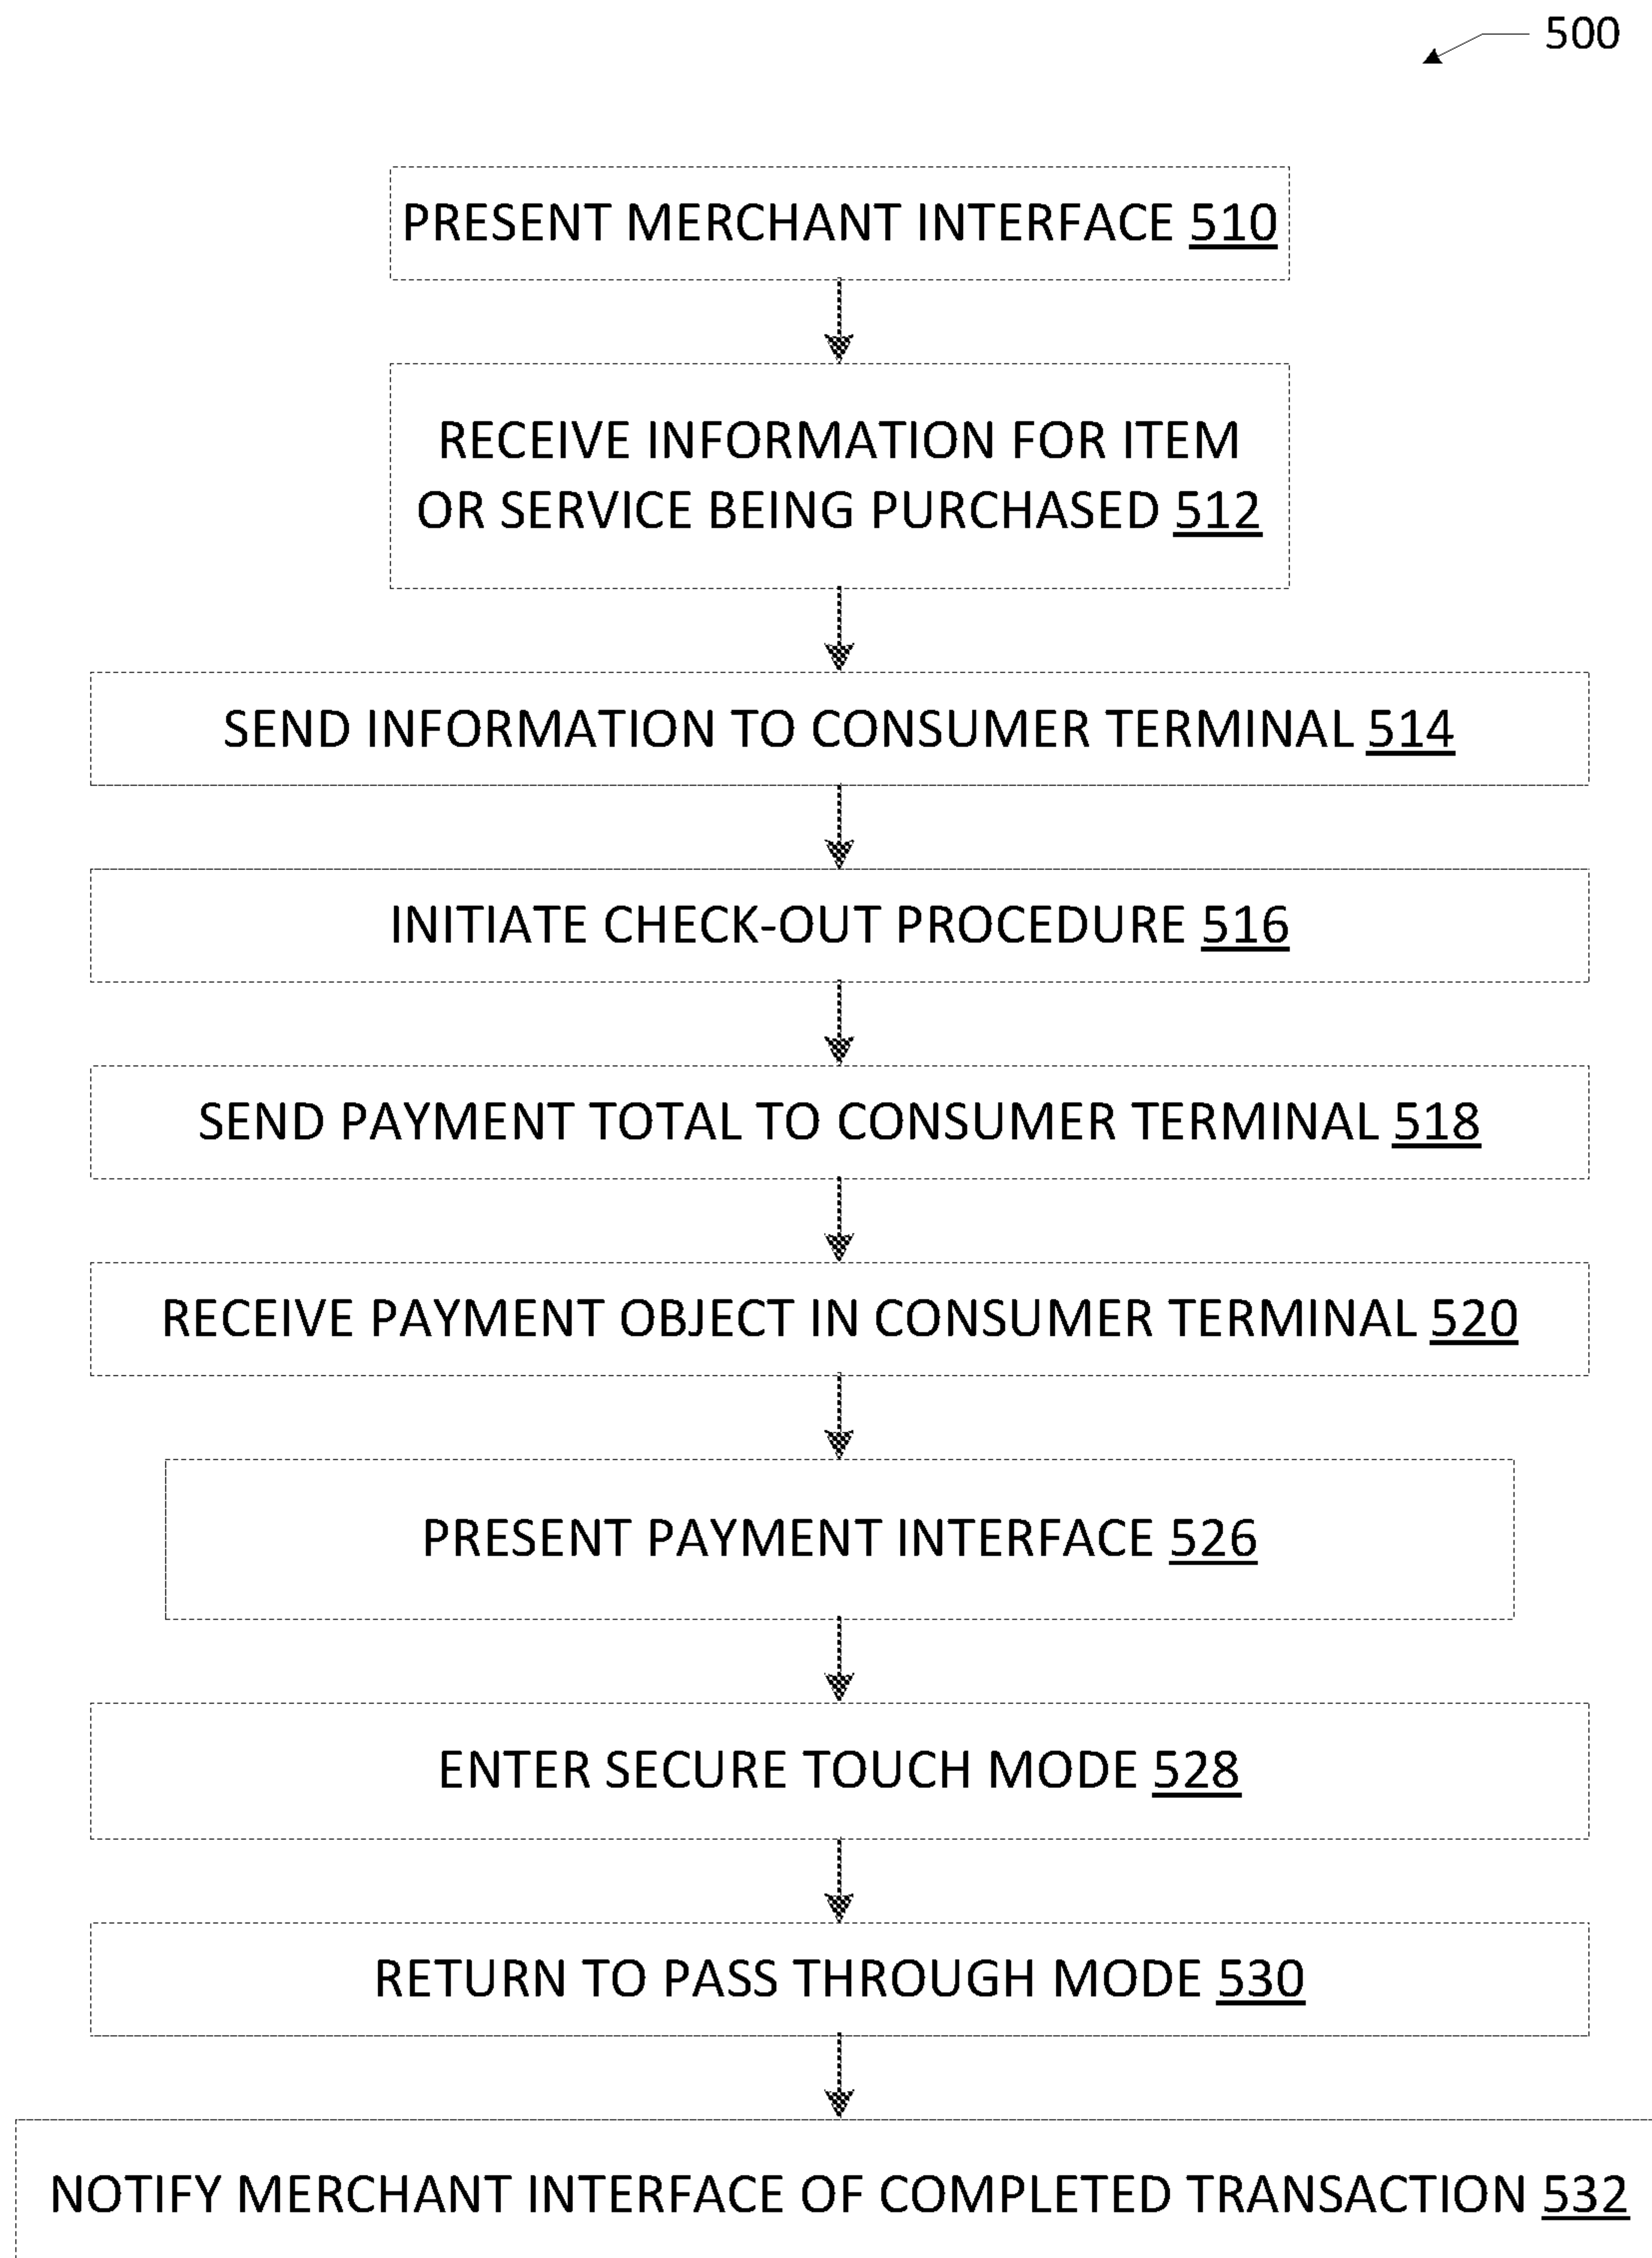 500
PRESENT MERCHANT INTERFACE 510
RECEIVE INFORMATION FOR ITEM
OR SERVICE BEING PURCHASED 512
SEND INFORMATION TO CONSUMER TERMINAL 514
INITIATE CHECK-OUT PROCEDURE 516
SEND PAYMENT TOTAL TO CONSUMER TERMINAL 518
RECEIVE PAYMENT OBJECT IN CONSUMER TERMINAL 520
PRESENT PAYMENT INTERFACE 526
ENTER SECURE TOUCH MODE 528
RETURN TO PASS THROUGH MODE 530
NOTIFY MERCHANT INTERFACE OF COMPLETED TRANSACTION 532